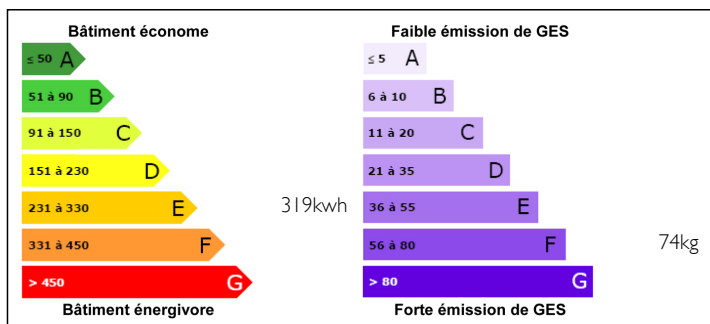 Bâtiment économe
≤ 50 A
51 à 90 B
91 à 150 C
151 à 230 D
231 à 330 E 319kwh
331 à 450 F
> 450 G
Bâtiment énergivore
Faible émission de GES
≤ 5 A
6 à 10 B
11 à 20 C
21 à 35 D
36 à 55 E
56 à 80 F 74kg
> 80 G
Forte émission de GES